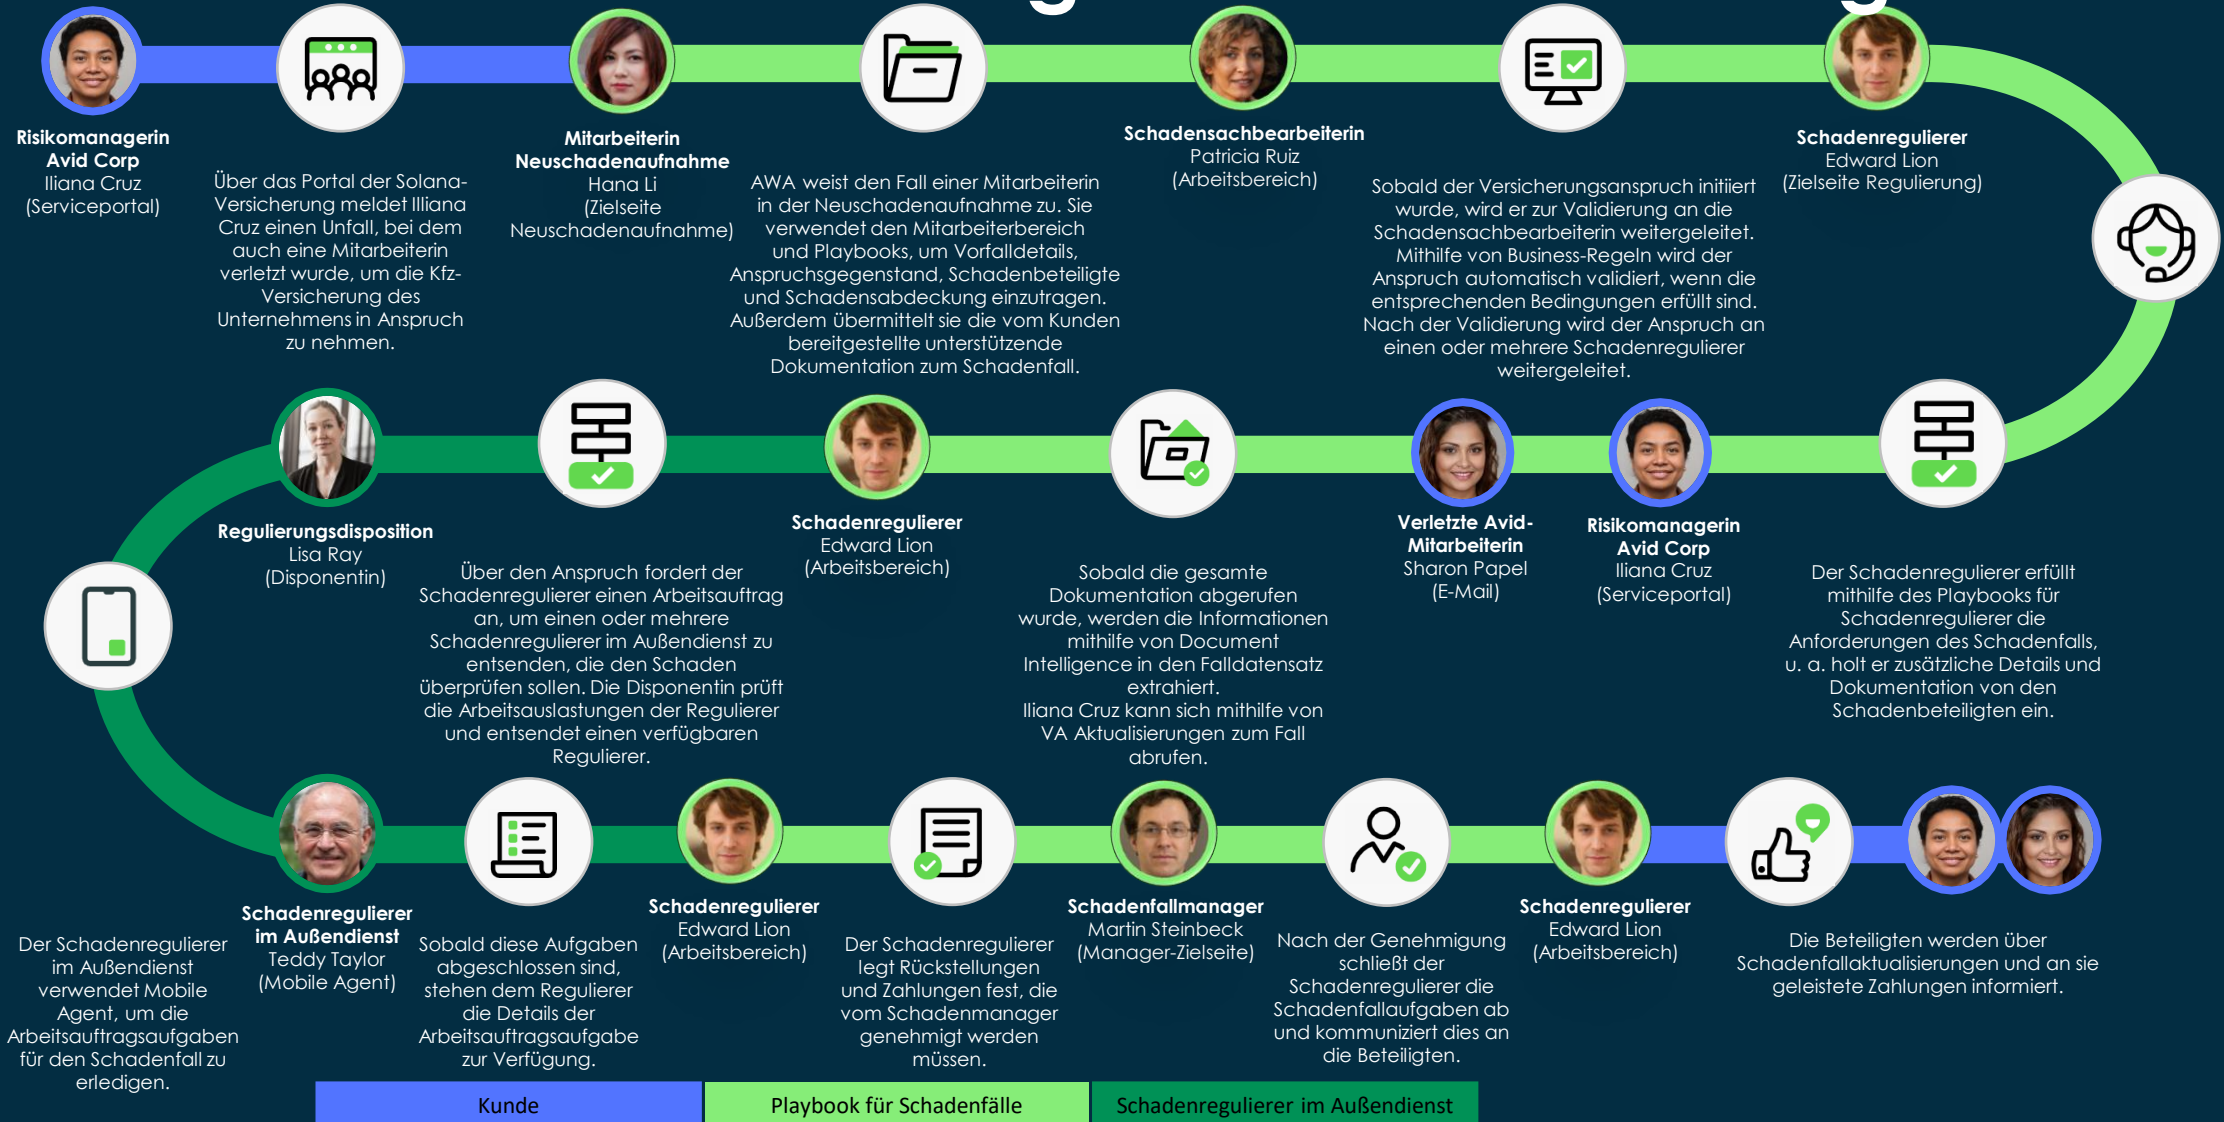 Risikomanagerin
Avid Corp
Iliana Cruz
(Serviceportal)
Über das Portal der Solana-
Versicherung meldet Illiana
Cruz einen Unfall, bei dem
auch eine Mitarbeiterin
verletzt wurde, um die Kfz-
Versicherung des
Unternehmens in Anspruch
zu nehmen.
Mitarbeiterin
Neuschadenaufnahme
Hana Li
(Zielseite
Neuschadenaufnahme)
AWA weist den Fall einer Mitarbeiterin
in der Neuschadenaufnahme zu. Sie
verwendet den Mitarbeiterbereich
und Playbooks, um Vorfalldetails,
Anspruchsgegenstand, Schadenbeteiligte
und Schadensabdeckung einzutragen.
Außerdem übermittelt sie die vom Kunden
bereitgestellte unterstützende
Dokumentation zum Schadenfall.
Schadensachbearbeiterin
Patricia Ruiz
(Arbeitsbereich)
Sobald der Versicherungsanspruch initiiert
wurde, wird er zur Validierung an die
Schadensachbearbeiterin weitergeleitet.
Mithilfe von Business-Regeln wird der
Anspruch automatisch validiert, wenn die
entsprechenden Bedingungen erfüllt sind.
Nach der Validierung wird der Anspruch an
einen oder mehrere Schadenregulierer
weitergeleitet.
Schadenregulierer
Edward Lion
(Zielseite Regulierung)
Regulierungsdisposition
Lisa Ray
(Disponentin)
Über den Anspruch fordert der
Schadenregulierer einen Arbeitsauftrag
an, um einen oder mehrere
Schadenregulierer im Außendienst zu
entsenden, die den Schaden
überprüfen sollen. Die Disponentin prüft
die Arbeitsauslastungen der Regulierer
und entsendet einen verfügbaren
Regulierer.
Schadenregulierer
Edward Lion
(Arbeitsbereich)
Sobald die gesamte
Dokumentation abgerufen
wurde, werden die Informationen
mithilfe von Document
Intelligence in den Falldatensatz
extrahiert.
Iliana Cruz kann sich mithilfe von
VA Aktualisierungen zum Fall
abrufen.
Verletzte Avid-
Mitarbeiterin
Sharon Papel
(E-Mail)
Risikomanagerin
Avid Corp
Iliana Cruz
(Serviceportal)
Der Schadenregulierer erfüllt
mithilfe des Playbooks für
Schadenregulierer die
Anforderungen des Schadenfalls,
u. a. holt er zusätzliche Details und
Dokumentation von den
Schadenbeteiligten ein.
Der Schadenregulierer
im Außendienst
verwendet Mobile
Agent, um die
Arbeitsauftragsaufgaben
für den Schadenfall zu
erledigen.
Schadenregulierer
im Außendienst
Teddy Taylor
(Mobile Agent)
Sobald diese Aufgaben
abgeschlossen sind,
stehen dem Regulierer
die Details der
Arbeitsauftragsaufgabe
zur Verfügung.
Schadenregulierer
Edward Lion
(Arbeitsbereich)
Der Schadenregulierer
legt Rückstellungen
und Zahlungen fest, die
vom Schadenmanager
genehmigt werden
müssen.
Schadenfallmanager
Martin Steinbeck
(Manager-Zielseite)
Nach der Genehmigung
schließt der
Schadenregulierer die
Schadenfallaufgaben ab
und kommuniziert dies an
die Beteiligten.
Schadenregulierer
Edward Lion
(Arbeitsbereich)
Die Beteiligten werden über
Schadenfallaktualisierungen und an sie
geleistete Zahlungen informiert.
Kunde
Playbook für Schadenfälle
Schadenregulierer im Außendienst